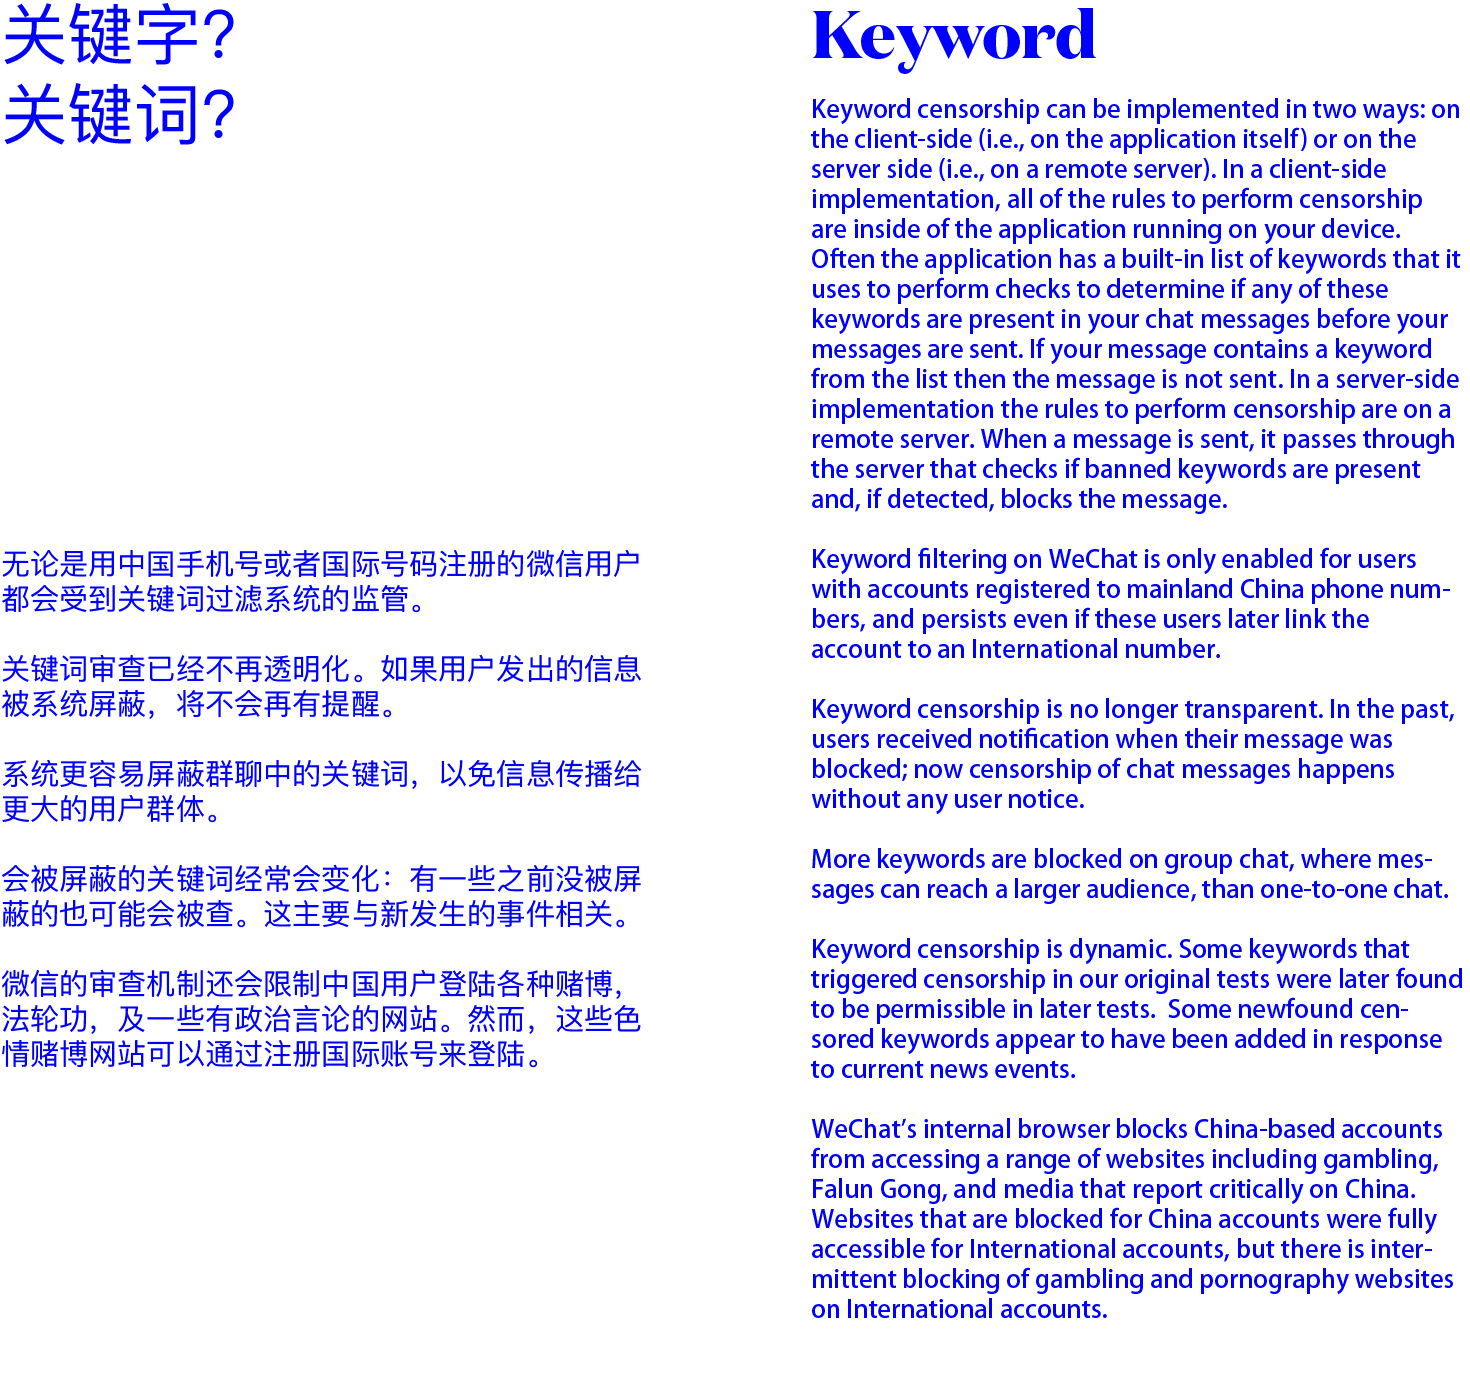 关键字?
关键词?
无论是用中国手机号或者国际号码注册的微信用户
都会受到关键词过滤系统的监管。
关键词审查已经不再透明化。如果用户发出的信息
被系统屏蔽，将不会再有提醒。
系统更容易屏蔽群聊中的关键词，以免信息传播给
更大的用户群体。
会被屏蔽的关键词经常会变化：有一些之前没被屏
蔽的也可能会被查。这主要与新发生的事件相关。
微信的审查机制还会限制中国用户登陆各种赌博，
法轮功，及一些有政治言论的网站。然而，这些色
情赌博网站可以通过注册国际账号来登陆。
Keyword
Keyword censorship can be implemented in two ways: on
the client-side (i.e., on the application itself) or on the
server side (i.e., on a remote server). In a client-side
implementation, all of the rules to perform censorship
are inside of the application running on your device.
Often the application has a built-in list of keywords that it
uses to perform checks to determine if any of these
keywords are present in your chat messages before your
messages are sent. If your message contains a keyword
from the list then the message is not sent. In a server-side
implementation the rules to perform censorship are on a
remote server. When a message is sent, it passes through
the server that checks if banned keywords are present
and, if detected, blocks the message.
Keyword filtering on WeChat is only enabled for users
with accounts registered to mainland China phone num-
bers, and persists even if these users later link the
account to an International number.
Keyword censorship is no longer transparent. In the past,
users received notification when their message was
blocked; now censorship of chat messages happens
without any user notice.
More keywords are blocked on group chat, where mes-
sages can reach a larger audience, than one-to-one chat.
Keyword censorship is dynamic. Some keywords that
triggered censorship in our original tests were later found
to be permissible in later tests.  Some newfound cen-
sored keywords appear to have been added in response
to current news events.
WeChat’s internal browser blocks China-based accounts
from accessing a range of websites including gambling,
Falun Gong, and media that report critically on China.
Websites that are blocked for China accounts were fully
accessible for International accounts, but there is inter-
mittent blocking of gambling and pornography websites
on International accounts.